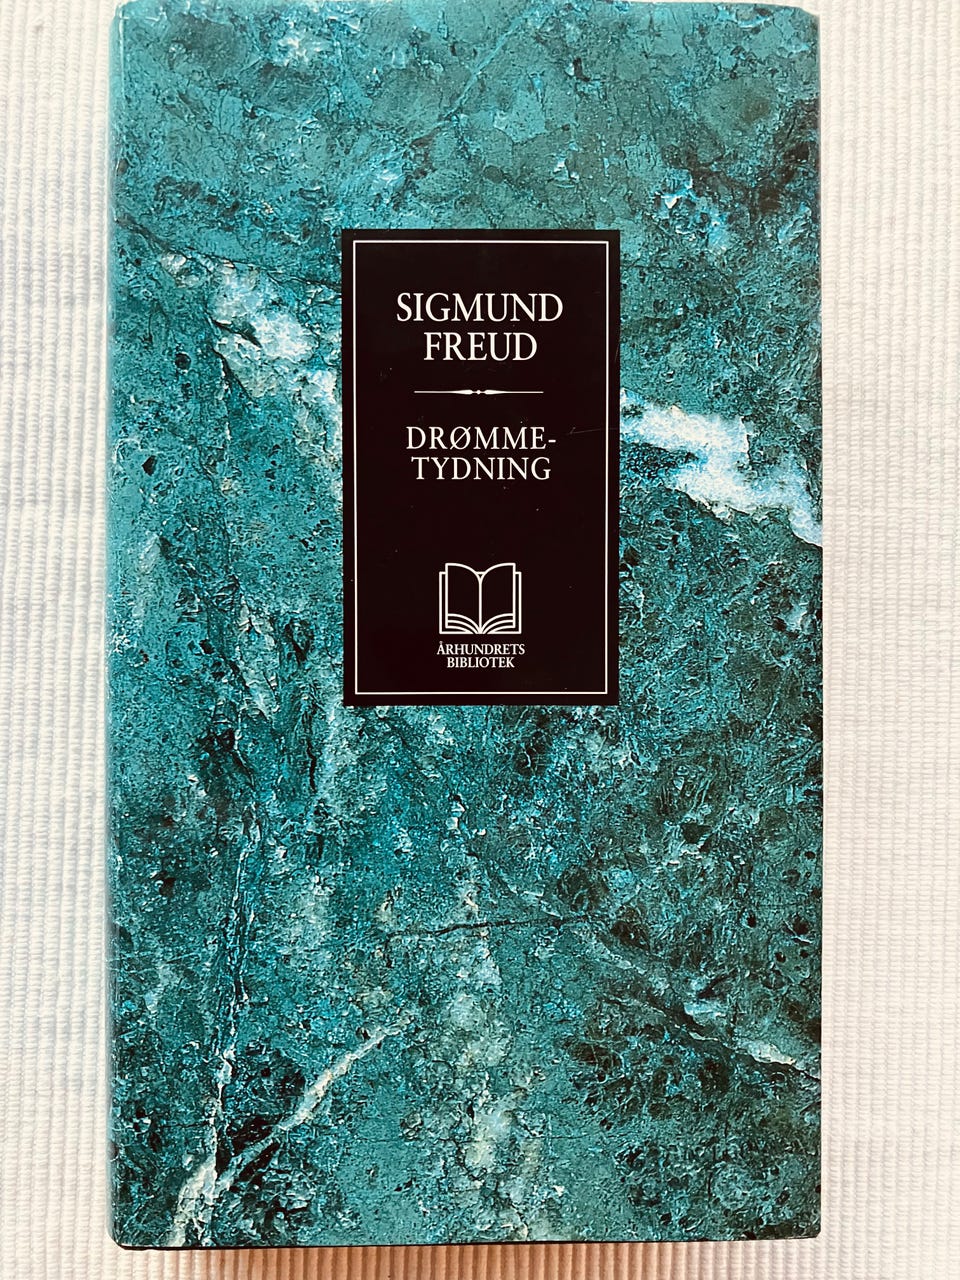 SIGMUND
FREUD
DRØMME-
TYDNING
ÅRHUNDRETS
BIBLIOTEK